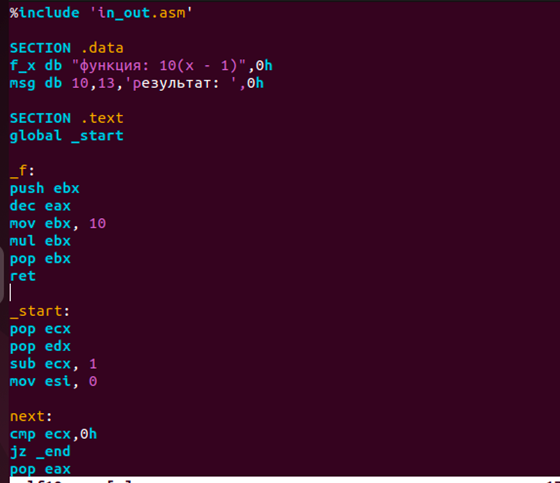 %include 'in_out.asm'
SECTION .data
f_x db "функция: 10(x - 1)",0h
msg db 10,13,'результат: ',0h
SECTION .text
global _start
_f:
push ebx
dec eax
mov ebx, 10
mul ebx
pop ebx
ret
_start:
pop ecx
pop edx
sub ecx, 1
mov esi, 0
next:
cmp ecx,0h
jz _end
pop eax